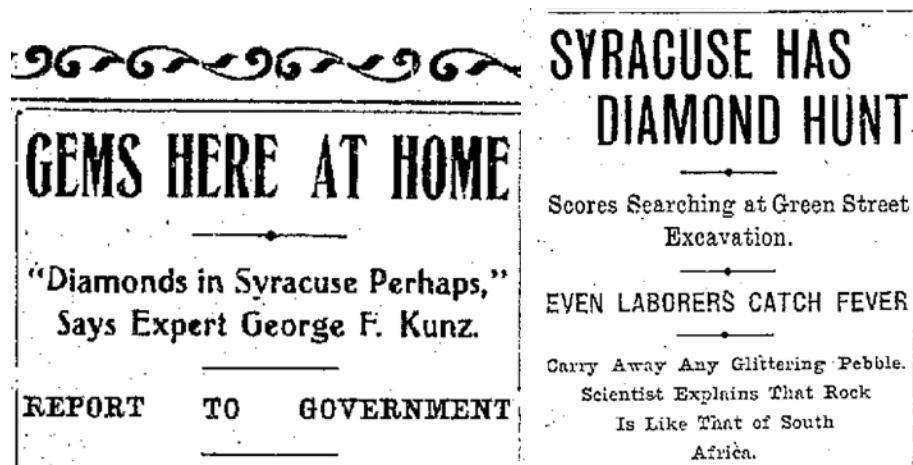 GEMS HERE AT HOME
"Diamonds in Syracuse Perhaps,"
Says Expert George F. Kunz.
REPORT TO GOVERNMENT
SYRACUSE HAS
DIAMOND HUNT
Scores Searching at Green Street
Excavation.
EVEN LABORERS CATCH FEVER
Carry Away Any Glittering Pebble.
Scientist Explains That Rock
Is Like That of South
Africa.